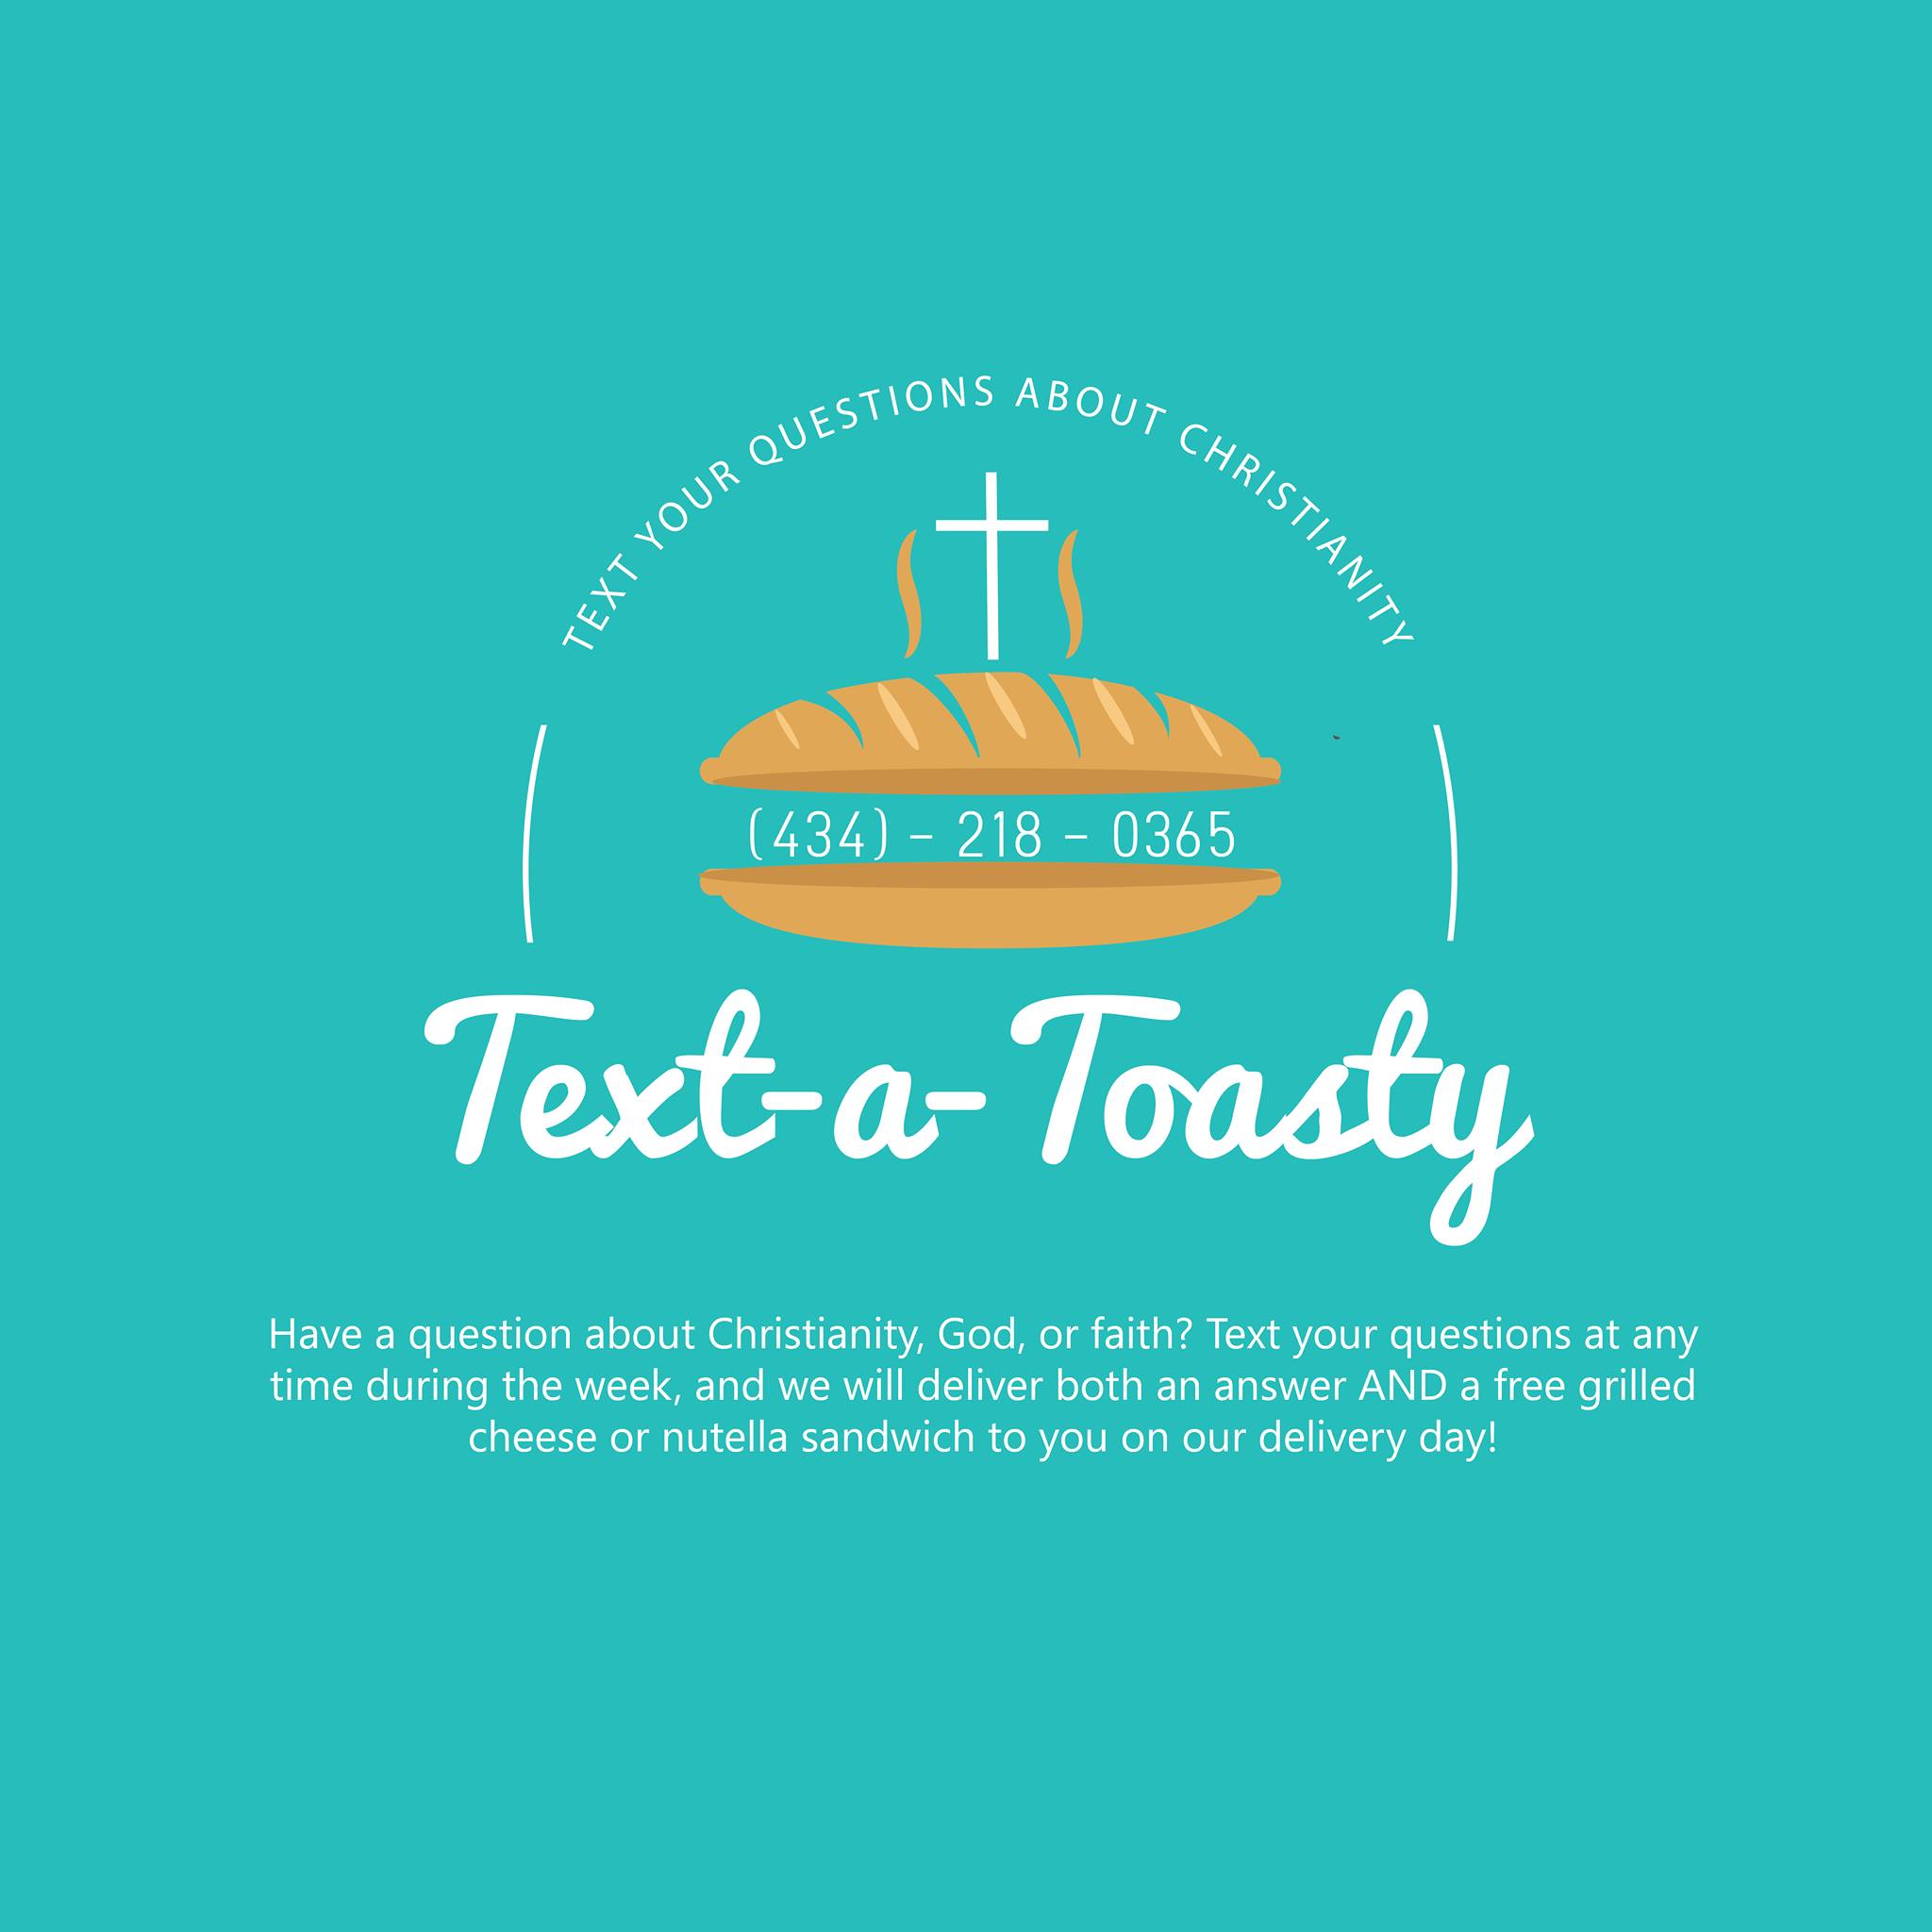 TEXT YOUR QUESTIONS ABOUT CHRISTIANITY
(434) - 218 - 0365
Text-a-Toasty
Have a question about Christianity, God, or faith? Text your questions at any
time during the week, and we will deliver both an answer AND a free grilled
cheese or nutella sandwich to you on our delivery day!